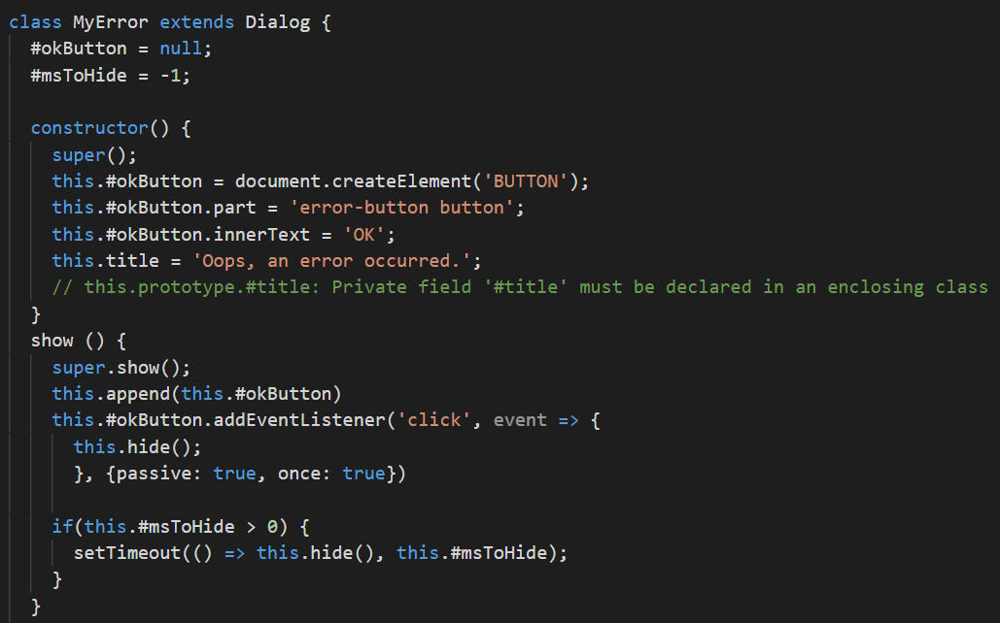 class MyError extends Dialog {
#okButton = null;
#msToHide = -1;
constructor() {
super();
this.#okButton = document.createElement('BUTTON');
this.#okButton.part = 'error-button button';
this.#okButton.innerText = 'OK';
this.title = 'Oops, an error occurred.';
// this.prototype.#title: Private field '#title' must be declared in an enclosing class
}
show () {
super.show();
this.append(this.#okButton)
this.#okButton.addEventListener('click', event => {
this.hide();
}, {passive: true, once: true})
if(this.#msToHide > 0) {
setTimeout(() => this.hide(), this.#msToHide);
}
}